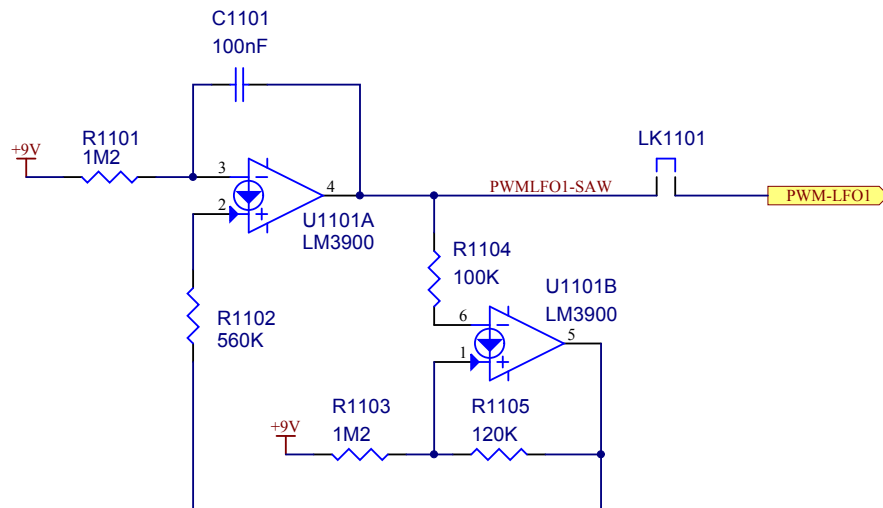 C1101
100nF
+9V
R1101
1M2
3
2
4
U1101A
LM3900
PWMLFO1-SAW
LK1101
PWM-LFO1
R1102
560K
R1104
100K
U1101B
LM3900
6
1
5
+9V
R1103
1M2
R1105
120K